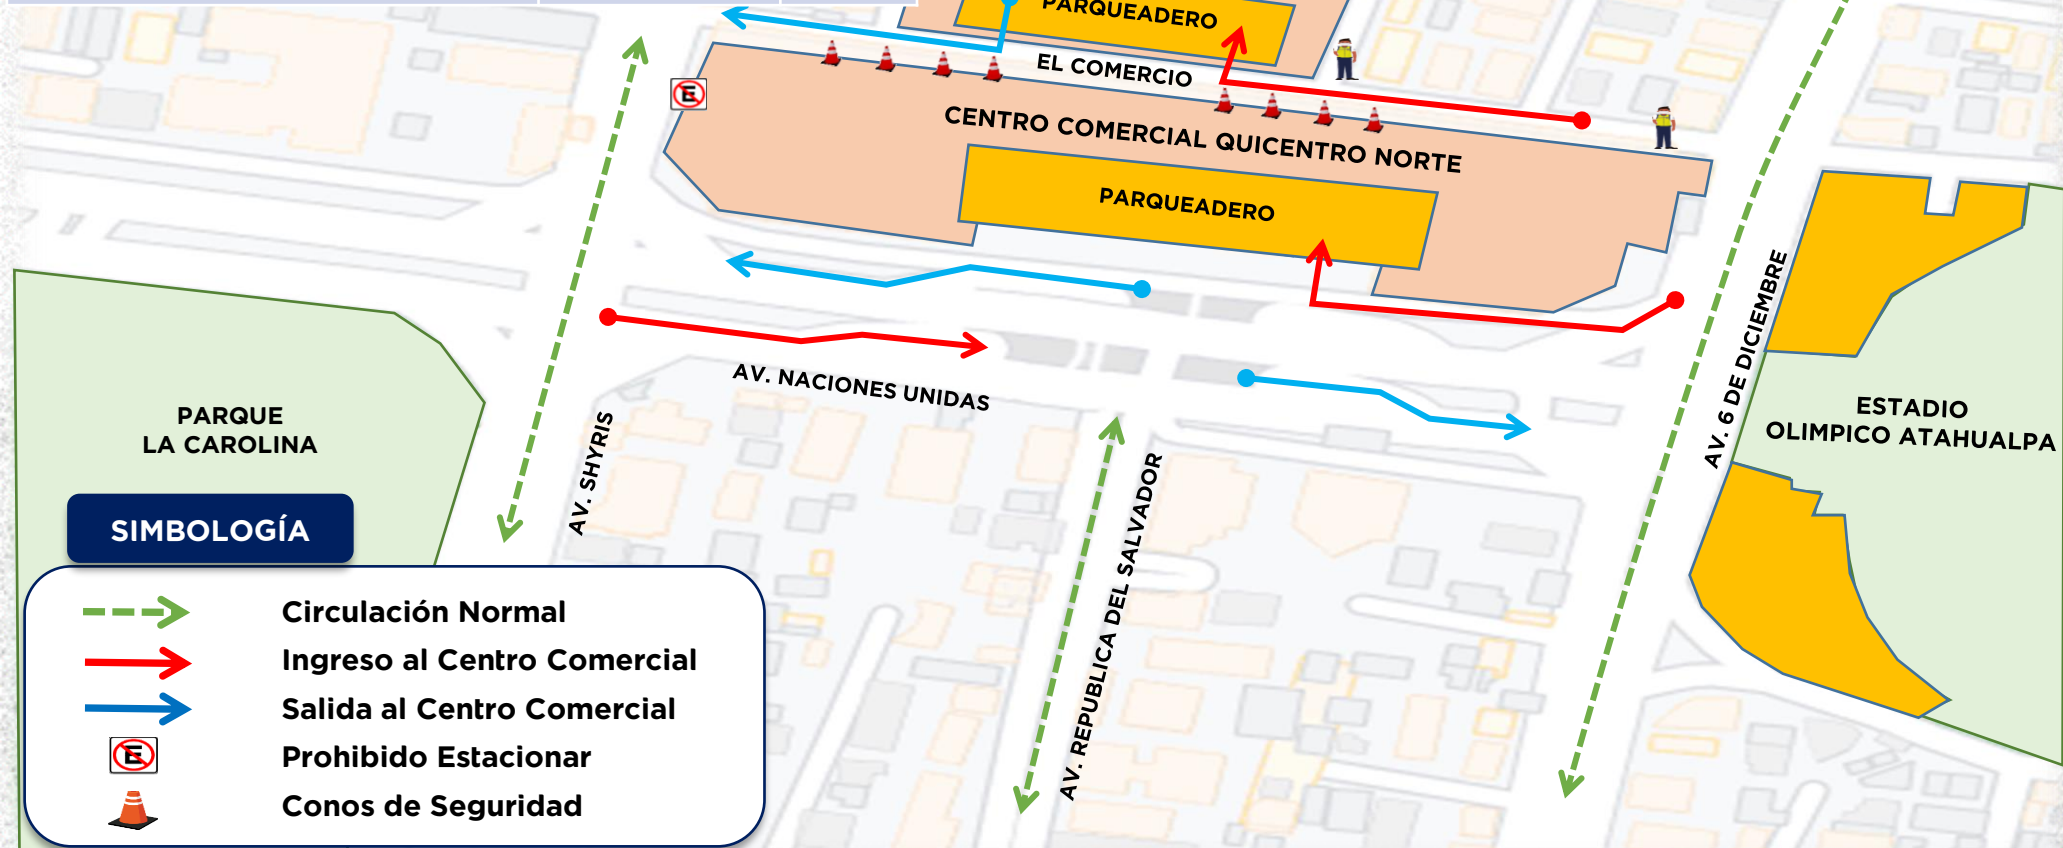 PARQUEADERO
EL COMERCIO
E
CENTRO COMERCIAL QUICENTRO NORTE
PARQUEADERO
AV. NACIONES UNIDAS
AV. SHYRIS
AV. REPUBLICA DEL SALVADOR
AV. 6 DE DICIEMBRE
ESTADIO
OLIMPICO ATAHUALPA
PARQUE
LA CAROLINA
SIMBOLOGÍA
Circulación Normal
Ingreso al Centro Comercial
Salida al Centro Comercial
E
Prohibido Estacionar
Conos de Seguridad